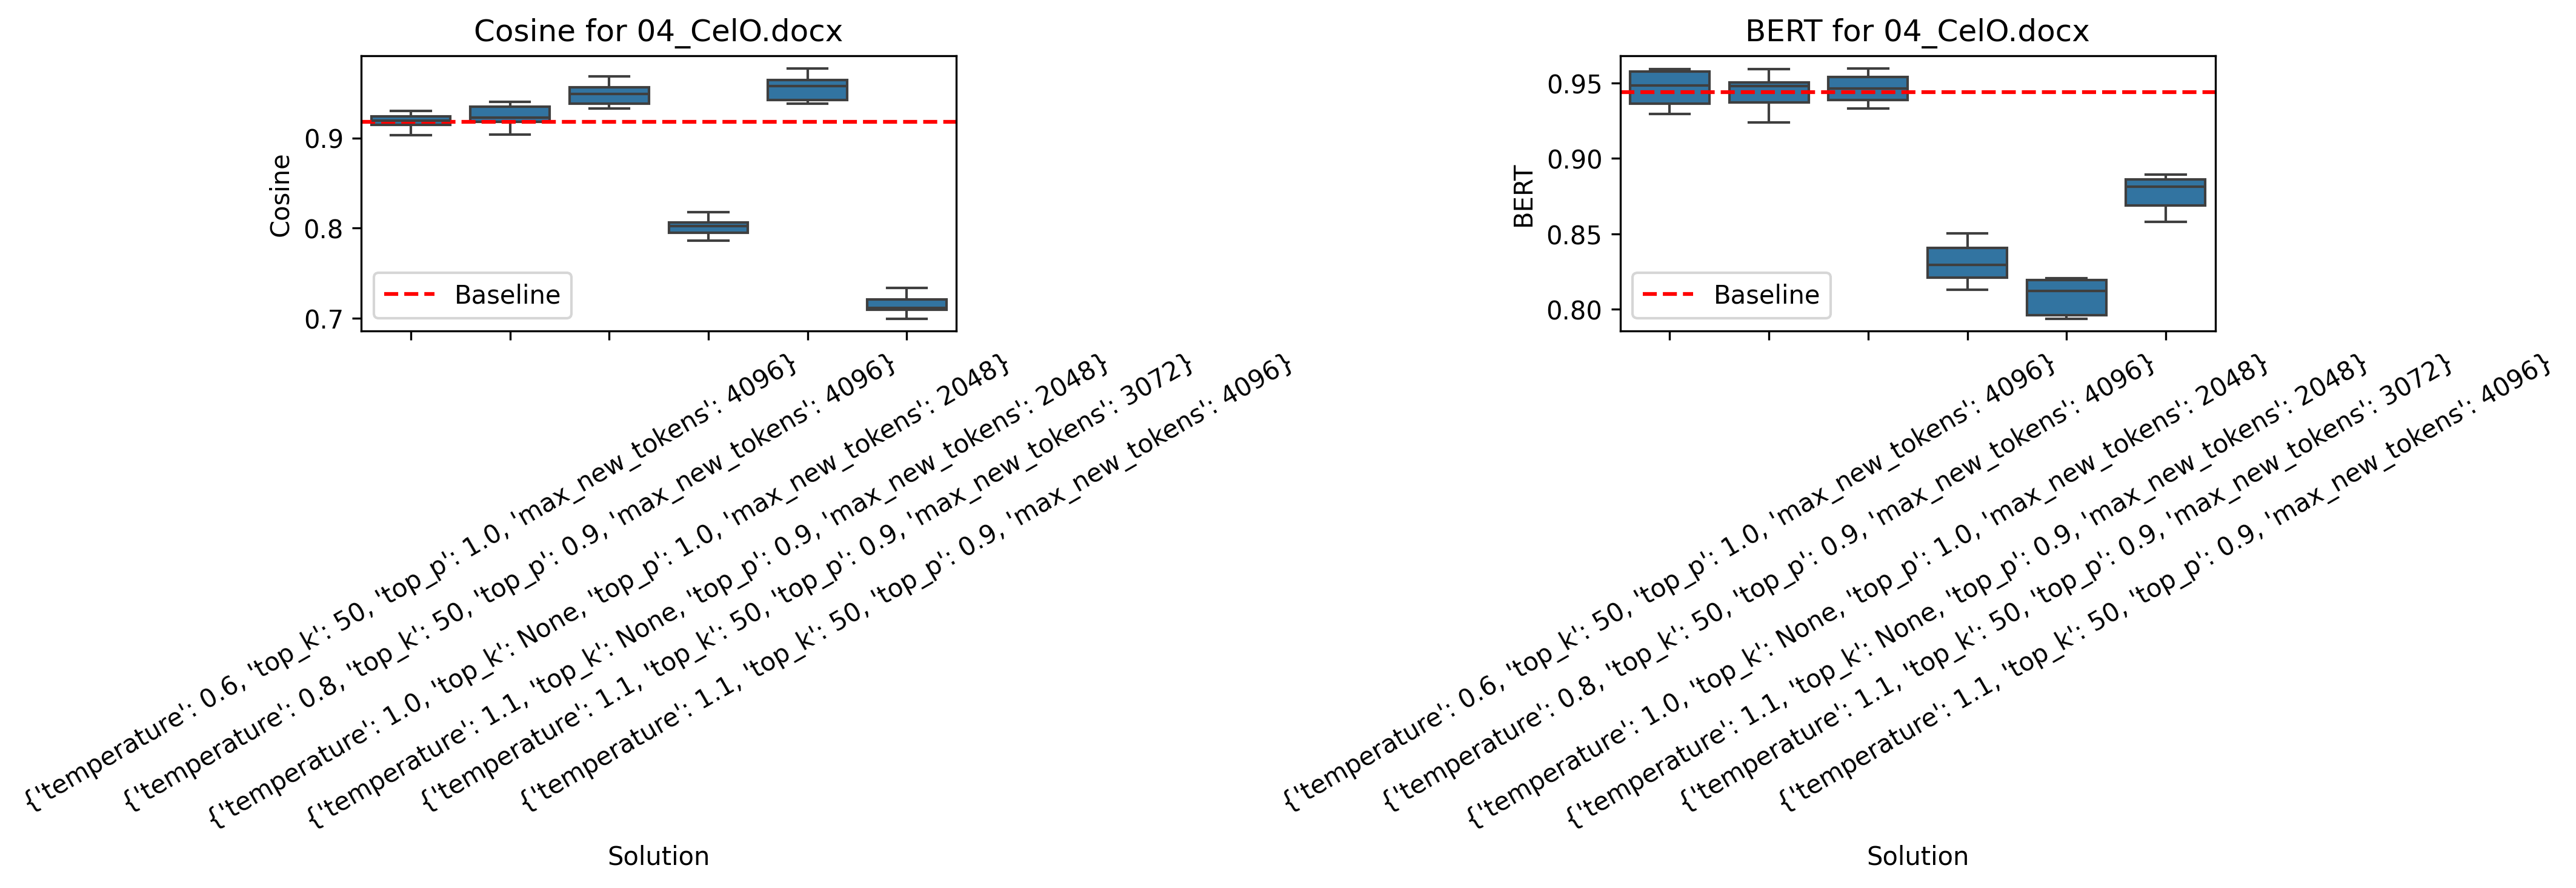 Cosine for 04_CelO.docx
Cosine
0.9
0.8
0.7
Baseline
{'temperature': 0.6, 'top_k': 50, 'top_p': 1.0, 'max_new_tokens': 4096}
{'temperature': 0.8, 'top_k': 50, 'top_p': 0.9, 'max_new_tokens': 4096}
{'temperature': 1.0, 'top_k': None, 'top_p': 1.0, 'max_new_tokens': 2048}
{'temperature': 1.1, 'top_k': None, 'top_p': 0.9, 'max_new_tokens': 2048}
{'temperature': 1.1, 'top_k': 50, 'top_p': 0.9, 'max_new_tokens': 3072}
{'temperature': 1.1, 'top_k': 50, 'top_p': 0.9, 'max_new_tokens': 4096}
Solution
BERT for 04_CelO.docx
BERT
0.95
0.90
0.85
0.80
Baseline
{'temperature': 0.6, 'top_k': 50, 'top_p': 1.0, 'max_new_tokens': 4096}
{'temperature': 0.8, 'top_k': 50, 'top_p': 0.9, 'max_new_tokens': 4096}
{'temperature': 1.0, 'top_k': None, 'top_p': 1.0, 'max_new_tokens': 2048}
{'temperature': 1.1, 'top_k': None, 'top_p': 0.9, 'max_new_tokens': 2048}
{'temperature': 1.1, 'top_k': 50, 'top_p': 0.9, 'max_new_tokens': 3072}
{'temperature': 1.1, 'top_k': 50, 'top_p': 0.9, 'max_new_tokens': 4096}
Solution